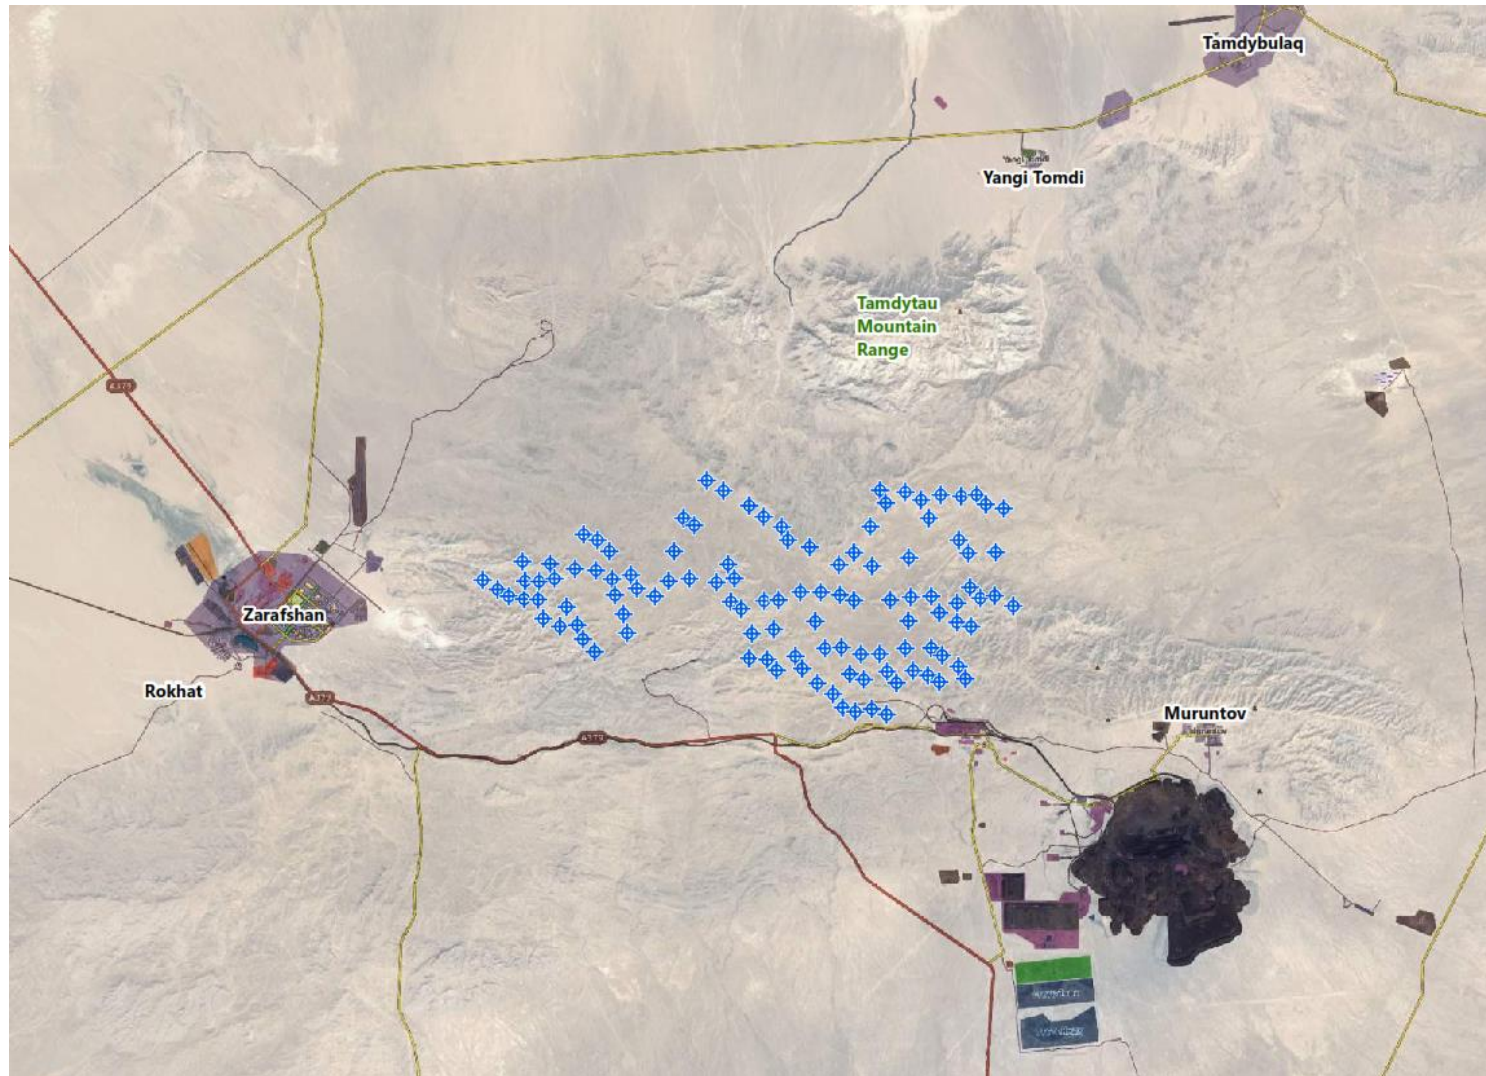 Tamdybulaq
Yangi Tomdi
Tamdytau
Mountain
Range
A379
Zarafshan
Rokhat
A379
A379
Muruntov